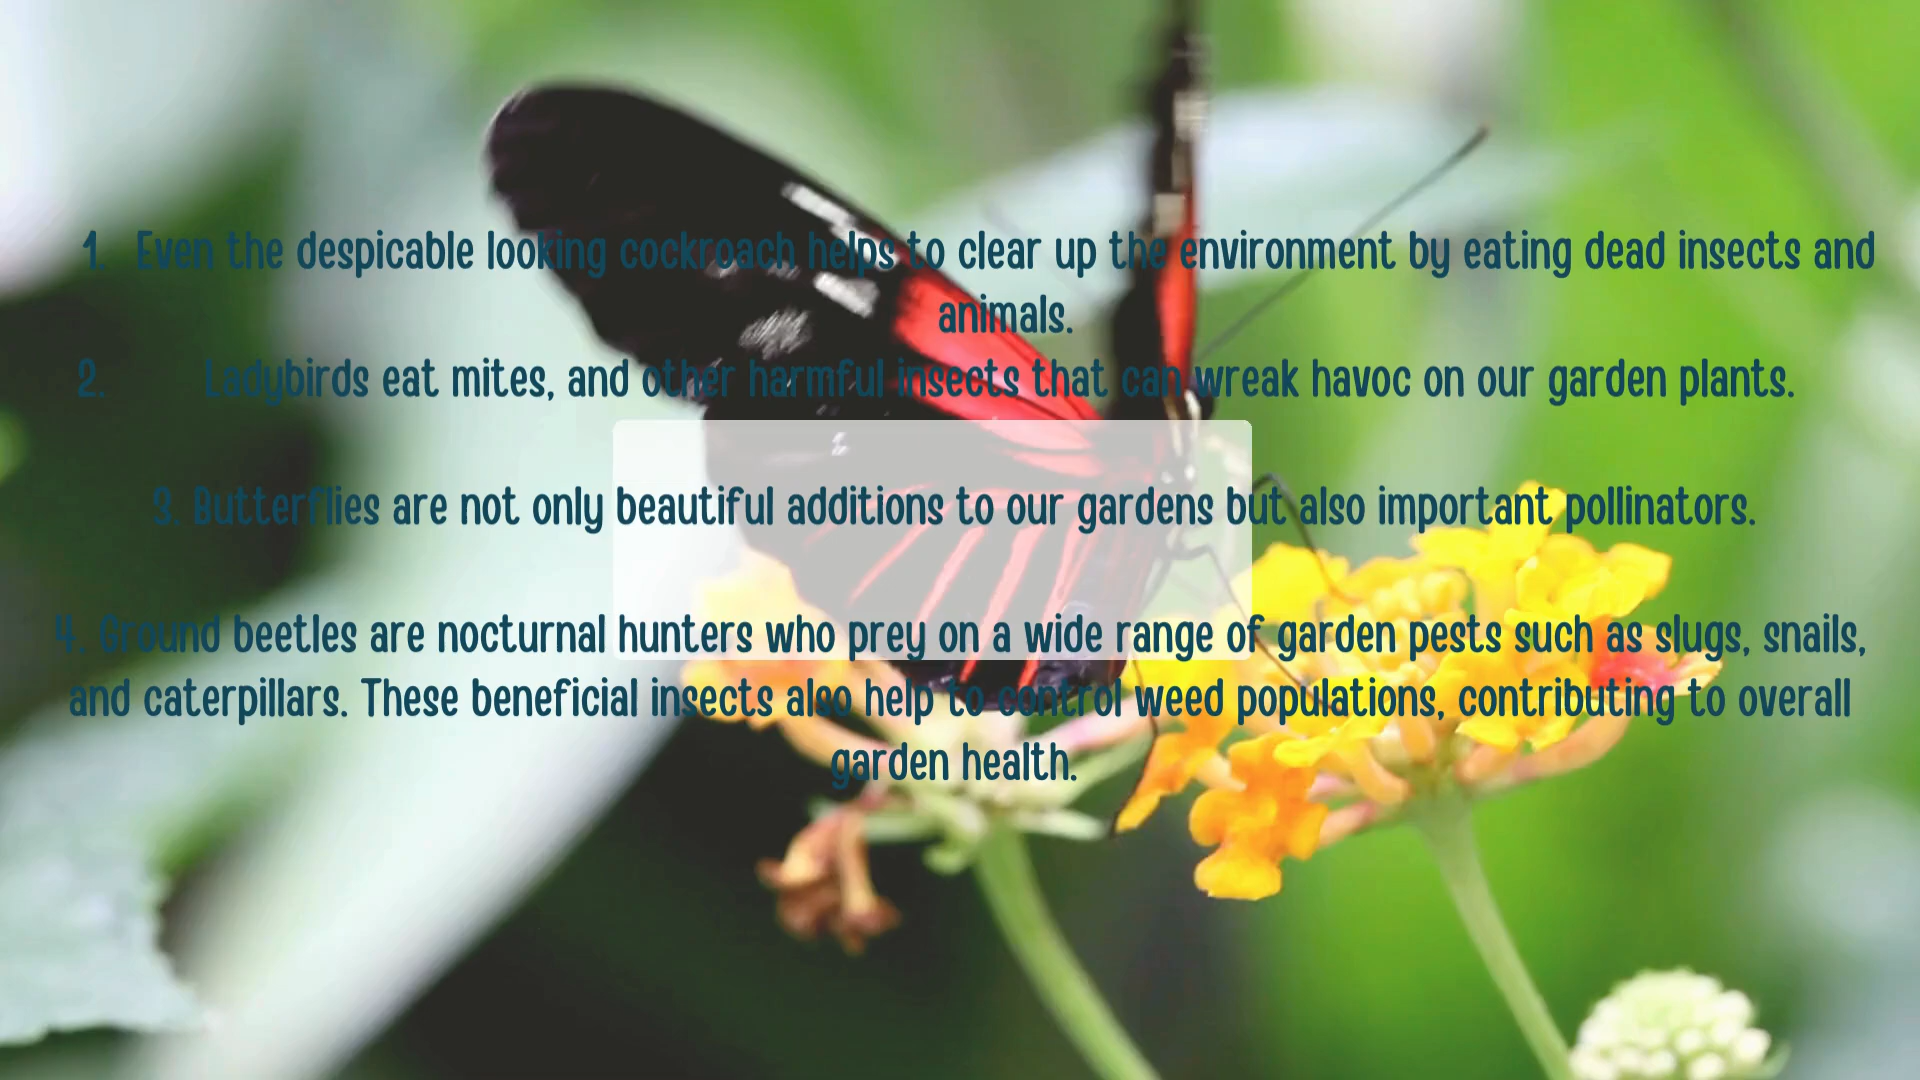 1. Even the despicable looking cockroach helps to clear up the environment by eating dead insects and
animals.
2. Ladybirds eat mites, and other harmful insects that can wreak havoc on our garden plants.
3. Butterflies are not only beautiful additions to our gardens but also important pollinators.
4. Ground beetles are nocturnal hunters who prey on a wide range of garden pests such as slugs, snails,
and caterpillars. These beneficial insects also help to control weed populations, contributing to overall
garden health.